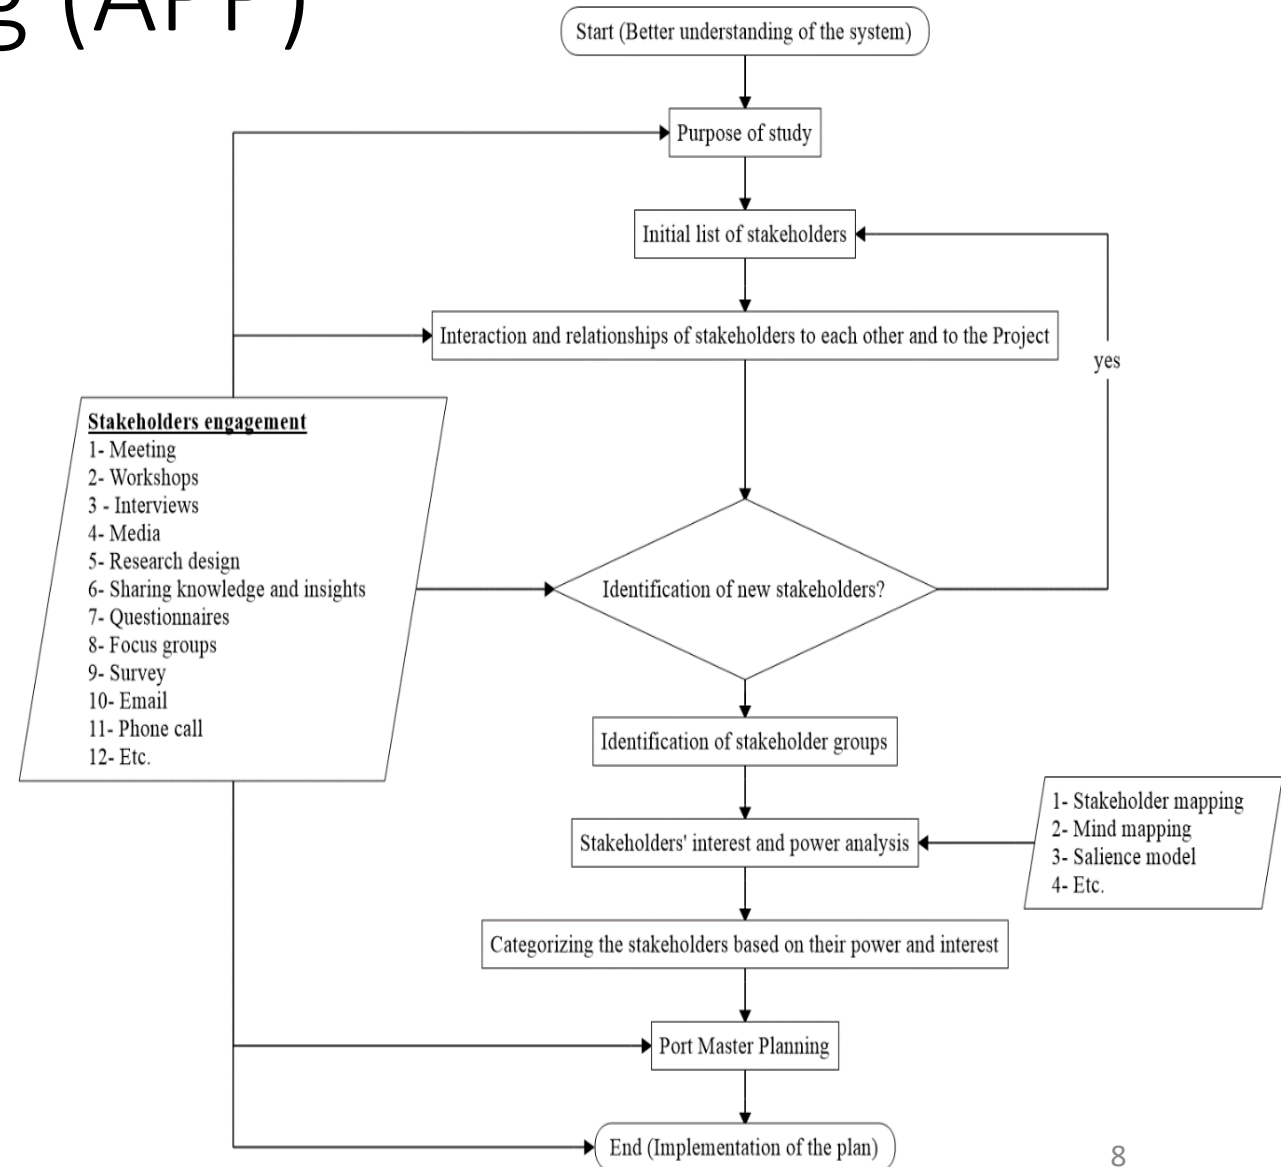 g (APP)
Start (Better understanding of the system)
Purpose of study
Initial list of stakeholders
Interaction and relationships of stakeholders to each other and to the Project
yes
Stakeholders engagement
1- Meeting
2- Workshops
3 - Interviews
4- Media
5- Research design
6- Sharing knowledge and insights
7- Questionnaires
8- Focus groups
9- Survey
10- Email
11- Phone call
12- Etc.
Identification of new stakeholders?
Identification of stakeholder groups
Stakeholders' interest and power analysis
1- Stakeholder mapping
2- Mind mapping
3- Salience model
4- Etc.
Categorizing the stakeholders based on their power and interest
Port Master Planning
End (Implementation of the plan)
8